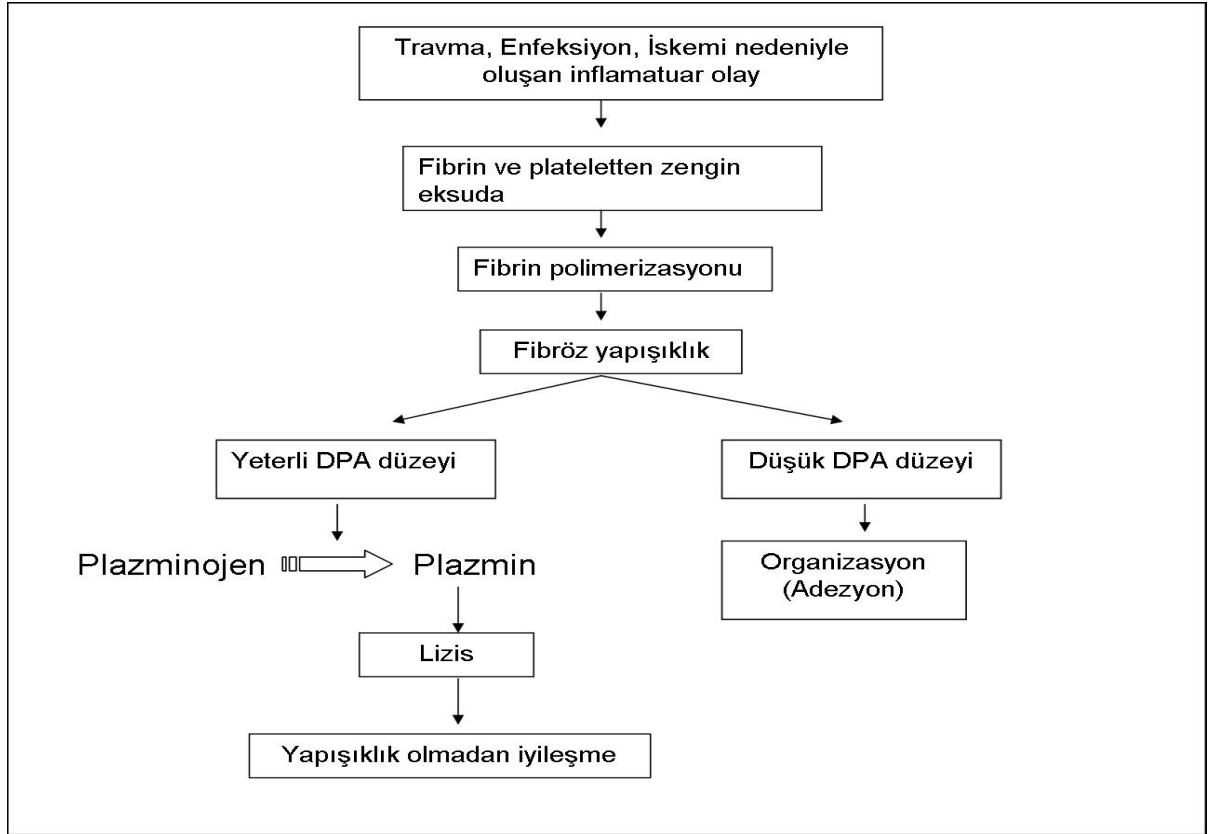 Travma, Enfeksiyon, İskemi nedeniyle
oluşan inflamatuar olay
Fibrin ve plateletten zengin
eksuda
Fibrin polimerizasyonu
Fibröz yapışıklık
Yeterli DPA düzeyi
Düşük DPA düzeyi
Plazminojen
Plazmin
Organizasyon
(Adezyon)
Lizis
Yapışıklık olmadan iyileşme